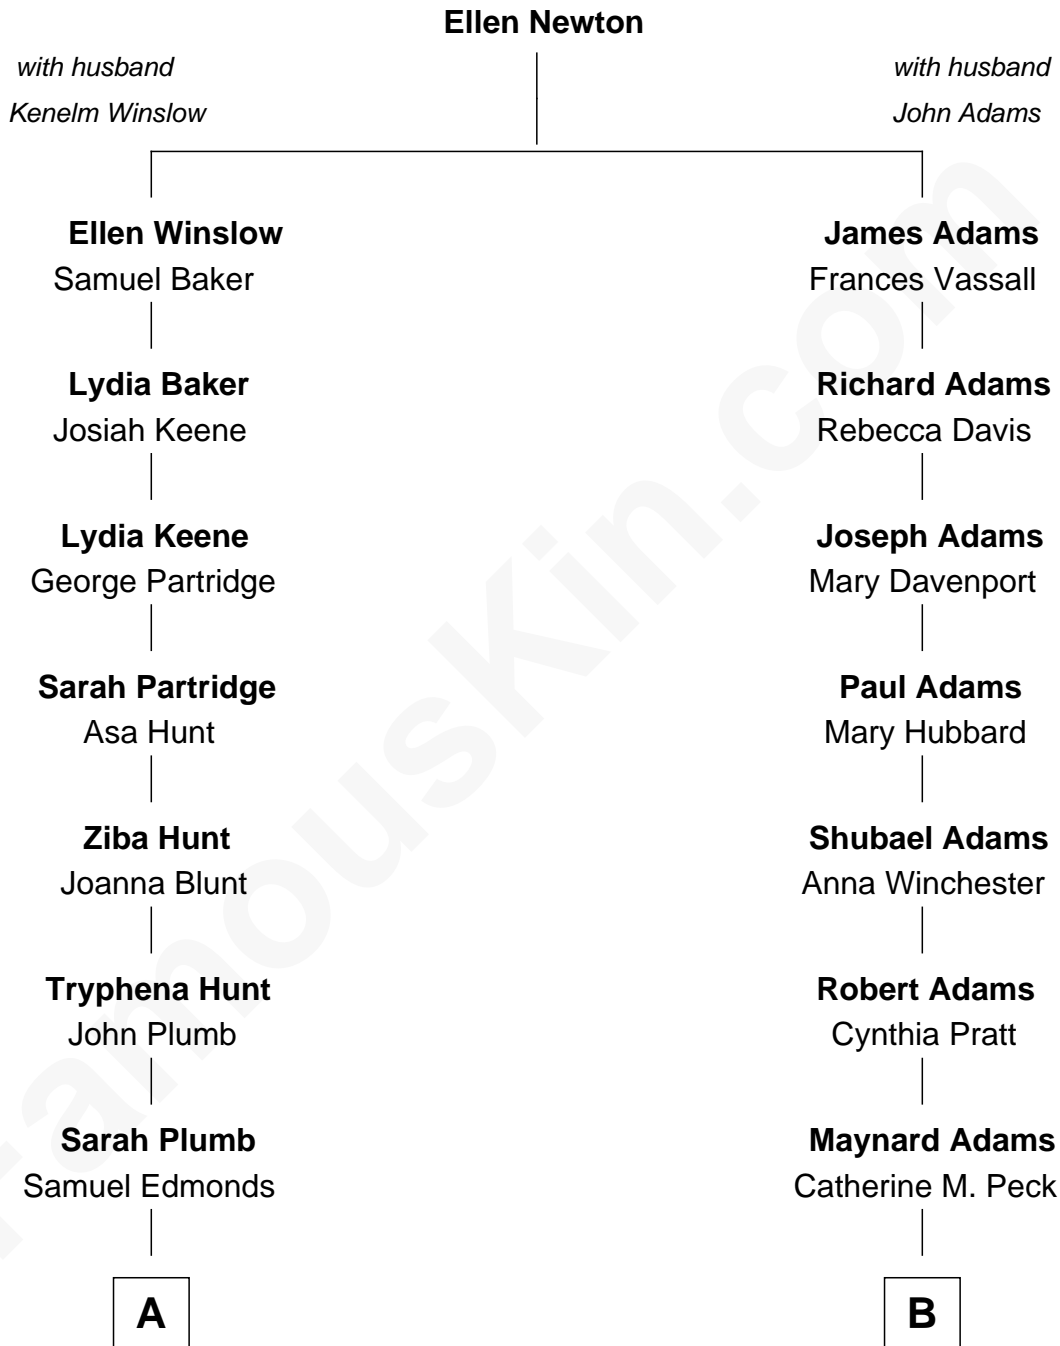 Ellen Newton
with husband
Kenelm Winslow
with husband
John Adams
Ellen Winslow
Samuel Baker
James Adams
Frances Vassall
Lydia Baker
Josiah Keene
Richard Adams
Rebecca Davis
Lydia Keene
George Partridge
Joseph Adams
Mary Davenport
Sarah Partridge
Asa Hunt
Paul Adams
Mary Hubbard
Ziba Hunt
Joanna Blunt
Shubael Adams
Anna Winchester
Tryphena Hunt
John Plumb
Robert Adams
Cynthia Pratt
Sarah Plumb
Samuel Edmonds
Maynard Adams
Catherine M. Peck
A
B
FamousKin.com